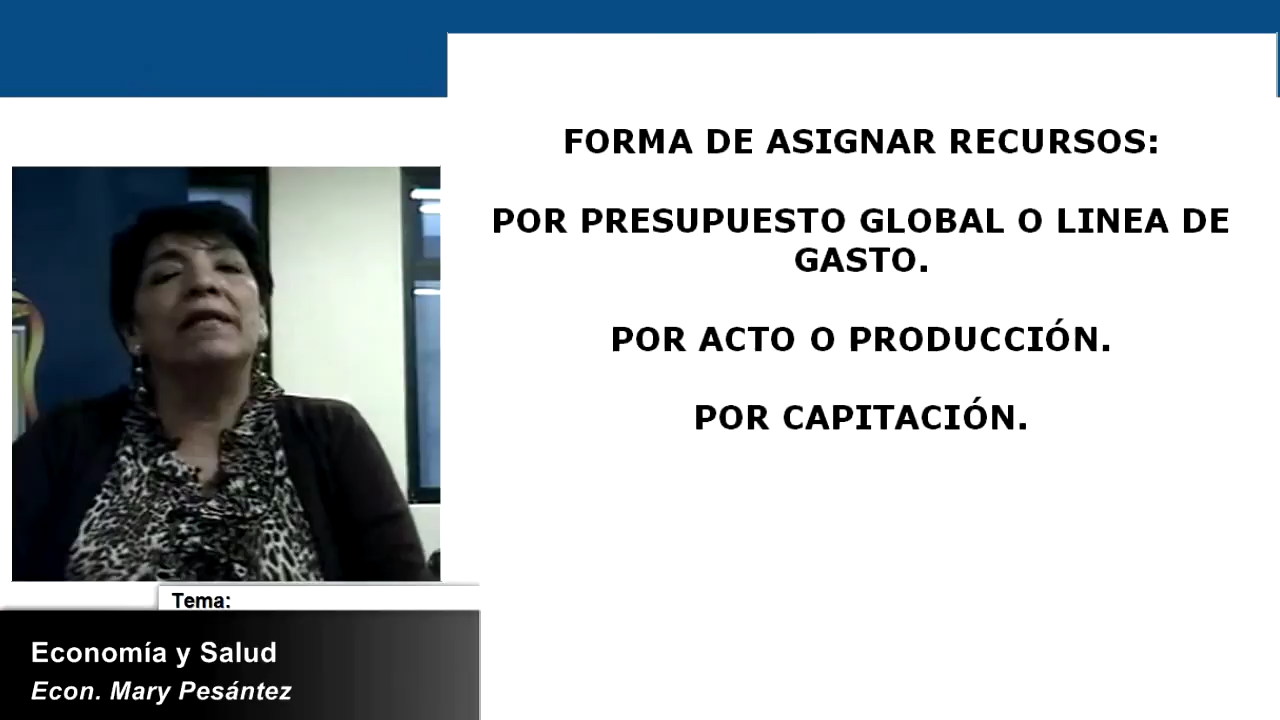 FORMA DE ASIGNAR RECURSOS:
POR PRESUPUESTO GLOBAL O LINEA DE
GASTO.
POR ACTO O PRODUCCIÓN.
POR CAPITACIÓN.
Tema:
Economía y Salud
Econ. Mary Pesántez